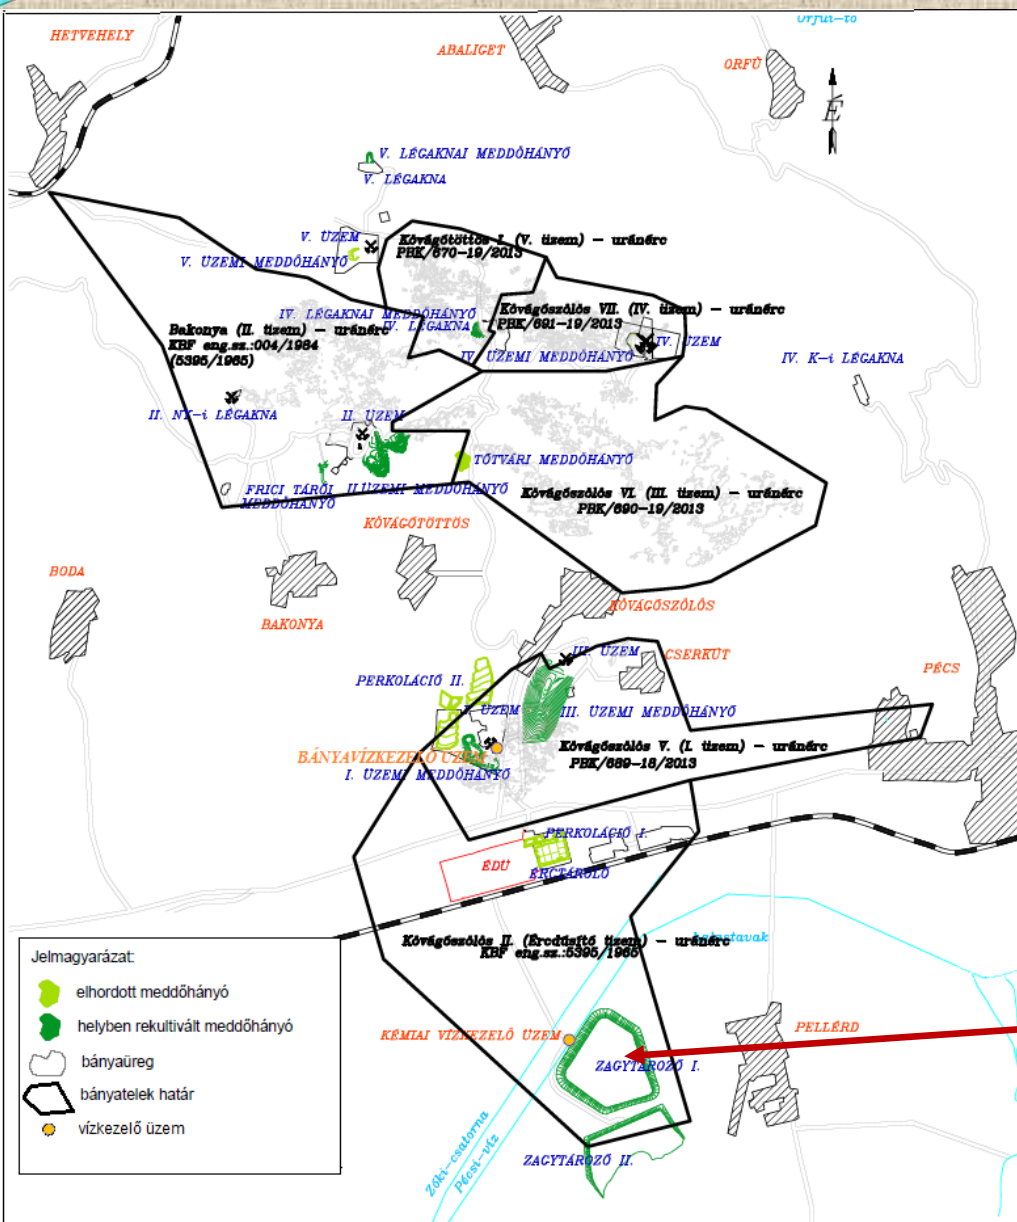 Orfűi-tó
HETVEHELY
ABALIGET
ORFŰ
É
V. LÉGAKNAI MEDDŐHÁNYÓ
V. LÉGAKNA
V. ÜZEM
V. ÜZEMI MEDDŐHÁNYÓ
Kővágótöttös I. (V. üzem) – uránérc
PBK/670-19/2013
IV. LÉGAKNAI MEDDŐHÁNYÓ
IV. LÉGAKNA
Kővágószőlős VII. (IV. üzem) – uránérc
PBK/691-19/2013
IV. ÜZEM
IV. ÜZEMI MEDDŐHÁNYÓ
Bakonya (II. üzem) – uránérc
KBF eng.sz.:004/1984
(5395/1965)
IV. K-i LÉGAKNA
II. NY-i LÉGAKNA
II. ÜZEM
TÓTVÁRI MEDDŐHÁNYÓ
FRICI TÁRÓI
MEDDŐHÁNYÓ
II.ÜZEMI MEDDŐHÁNYÓ
Kővágószőlős VI. (III. üzem) – uránérc
PBK/690-19/2013
KŐVÁGÓTÖTTÖS
BODA
BAKONYA
KŐVÁGÓSZŐLŐS
III. ÜZEM
CSERKÚT
PÉCS
PERKOLÁCIÓ II.
I. ÜZEM
III. ÜZEMI MEDDŐHÁNYÓ
BÁNYAVÍZKEZELŐ ÜZEM
I. ÜZEMI MEDDŐHÁNYÓ
Kővágószőlős V. (I. üzem) – uránérc
PBK/689-18/2013
PERKOLÁCIÓ I.
ÉDÜ
ÉRCTÁROLÓ
Kővágószőlős II. (Ércdúsító üzem) – uránérc
KBF eng.sz.:5395/1965
KÉMIAI VÍZKEZELŐ ÜZEM
PELLÉRD
ZAGYTÁROZÓ I.
ZAGYTÁROZÓ II.
Zóki-csatorna
Pécsi-víz
Jelmagyarázat:
elhordott meddőhányó
helyben rekultivált meddőhányó
bányaüreg
bányatelek határ
vízkezelő üzem